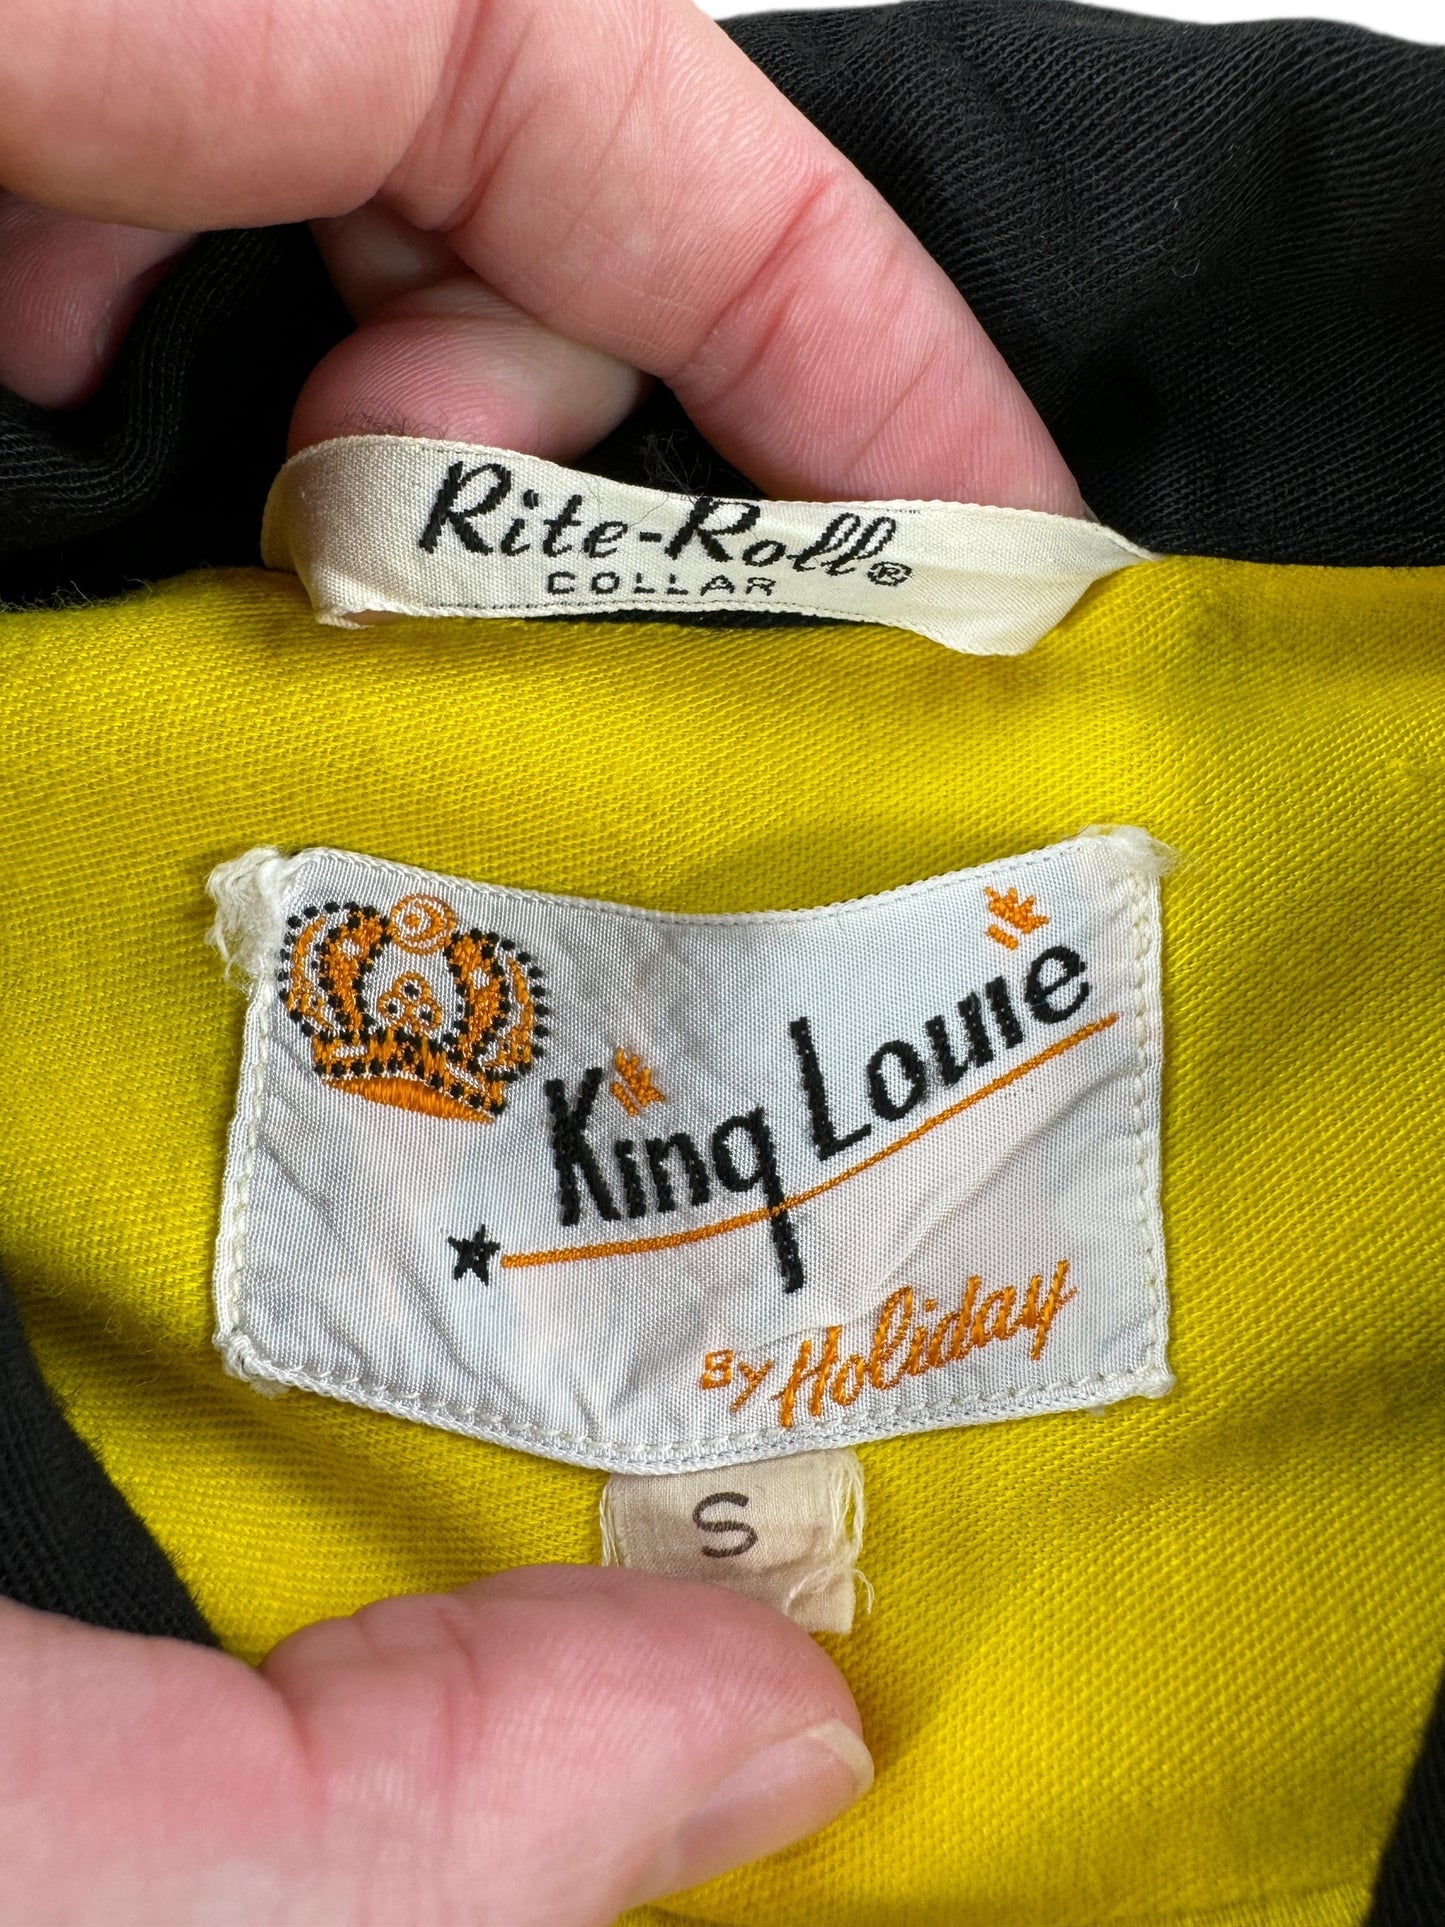 Rite-Roll®
COLLAR
King Louie
BY Holiday
S